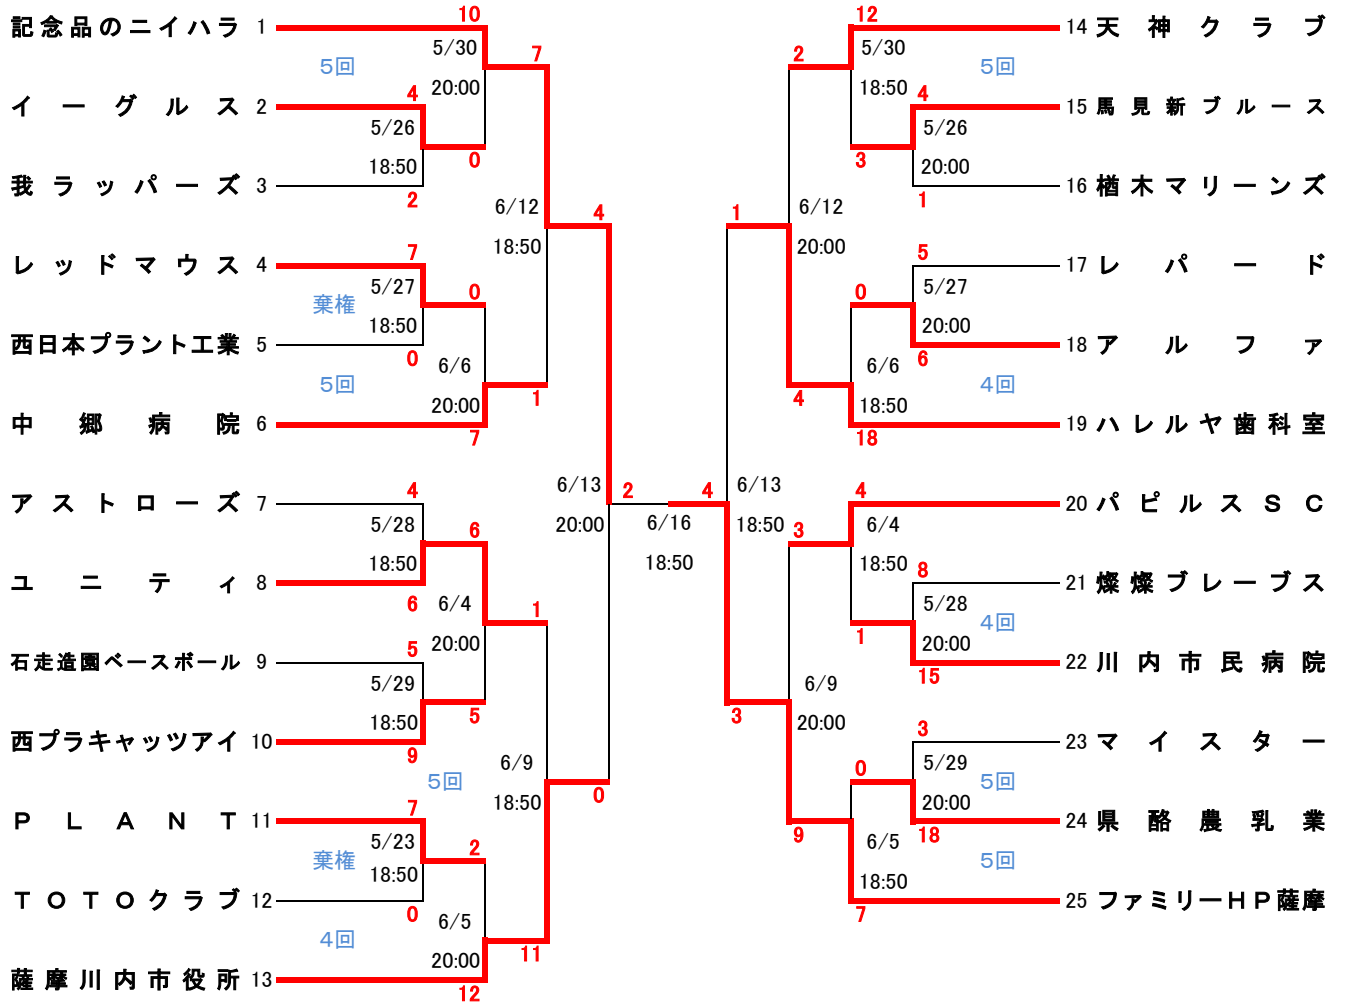 10 12
記念品のニイハラ 1 14 天神クラブ
5/30 7 2 5/30
5回 5回
20:00 18:50
4 4
イーグルス 2 15 馬見新ブルース
5/26 5/26
0 3
18:50 20:00
我ラッパーズ 3 16 楢木マリーンズ
2 1
6/12 4 1 6/12
18:50 20:00
7 5
レッドマウス 4 17 レパード
5/27 0 0 5/27
棄権
18:50 20:00
西日本プラント工業 5 18 アルファ
0 6
6/6 6/6
5回 4回
20:00 1 4 18:50
中郷病院 6 19 ハレルヤ歯科室
7 18
6/13 6/13
4 2 4 4
アストローズ 7 20 パピルスSC
5/28 20:00 6/16 18:50 6/4
6 3
18:50 18:50 18:50
8
ユニティ 8 21 燦燦ブレーブス
6 5/28
6/4 1 4回
20:00 1 20:00
5
石走造園ベースボール 9 22 川内市民病院
15
5/29 6/9
18:50 5 3 20:00
3
西プラキャッツアイ 10 23 マイスター
9 5/29
6/9 0
5回 5回
18:50 0 20:00
7
PLANT 11 24 県酪農乳業
18
5/23 2 9 6/5
棄権 5回
18:50 18:50
TOTOクラブ 12 25 ファミリーHP薩摩
0 7
6/5
4回
20:00 11
薩摩川内市役所 13
12